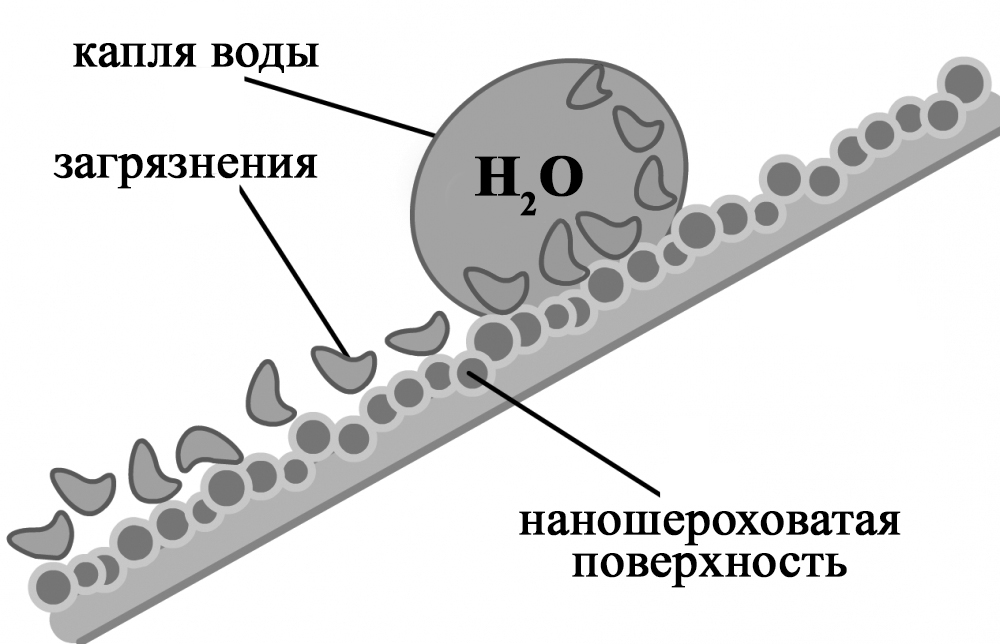 капля воды
загрязнения
H₂O
наношероховатая
поверхность